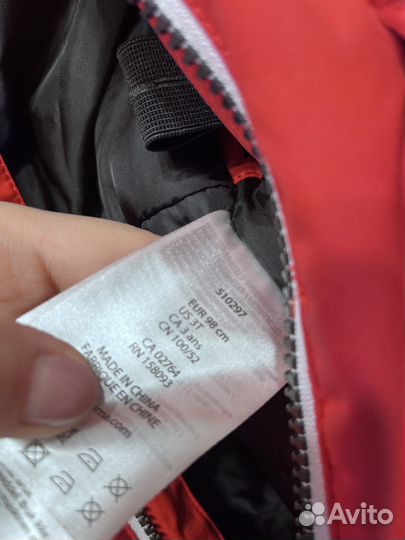 510297
EUR 98 cm
US 3T
CA 3 ans
CN 100/52
CA 02764
RN 158093
MADE IN CHINA
FABRIQUE EN CHINE
Avito